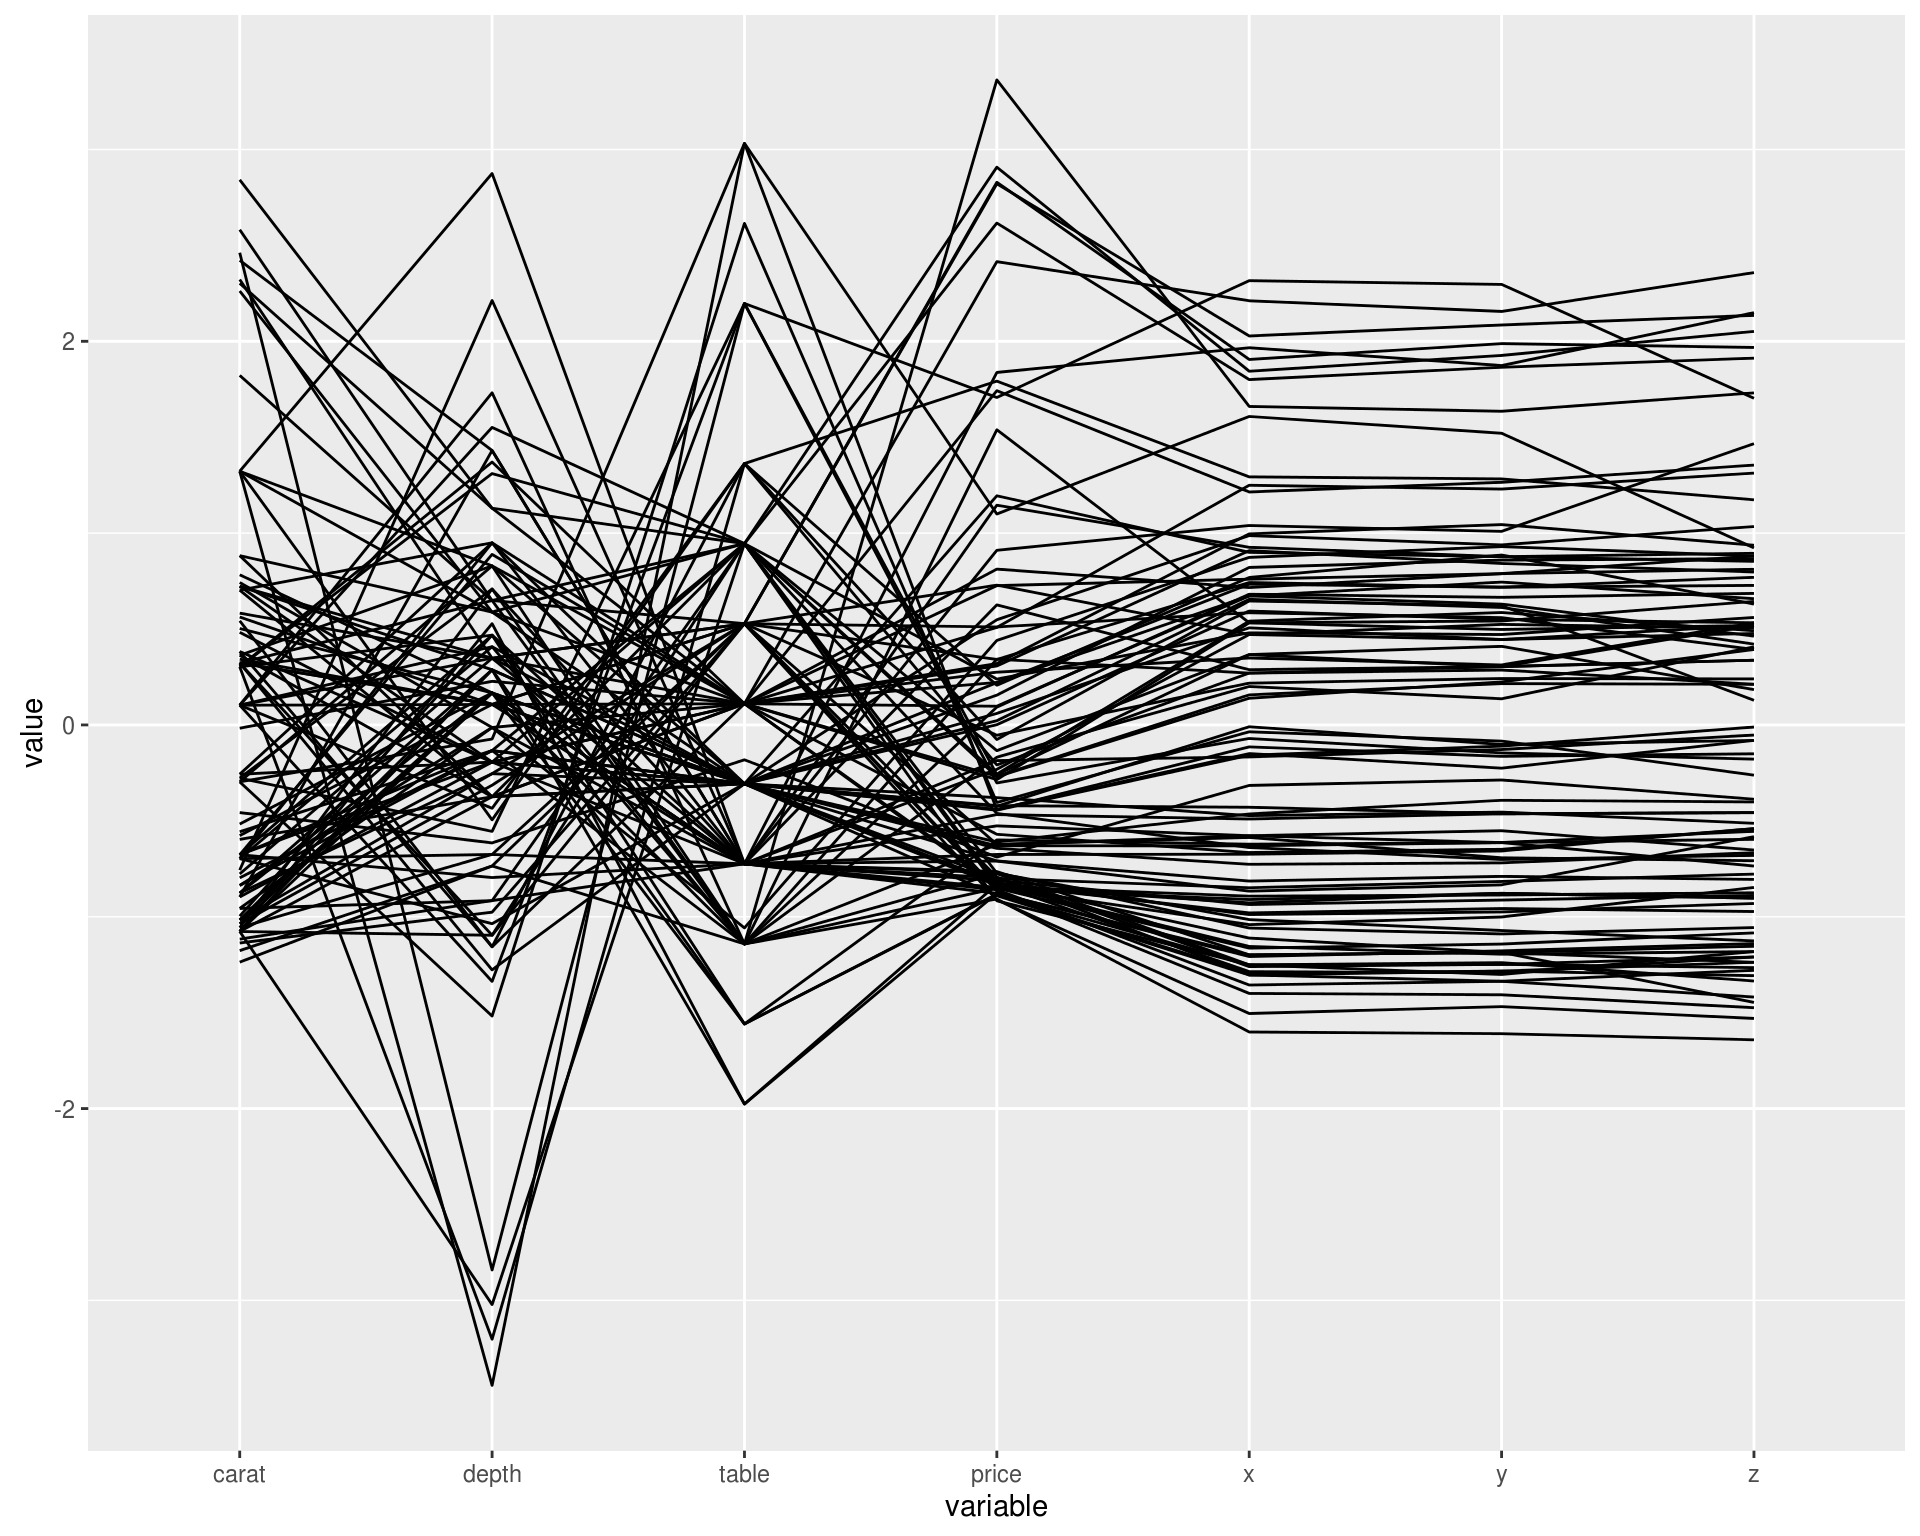 value
2
0
-2
carat depth table price x y z
variable